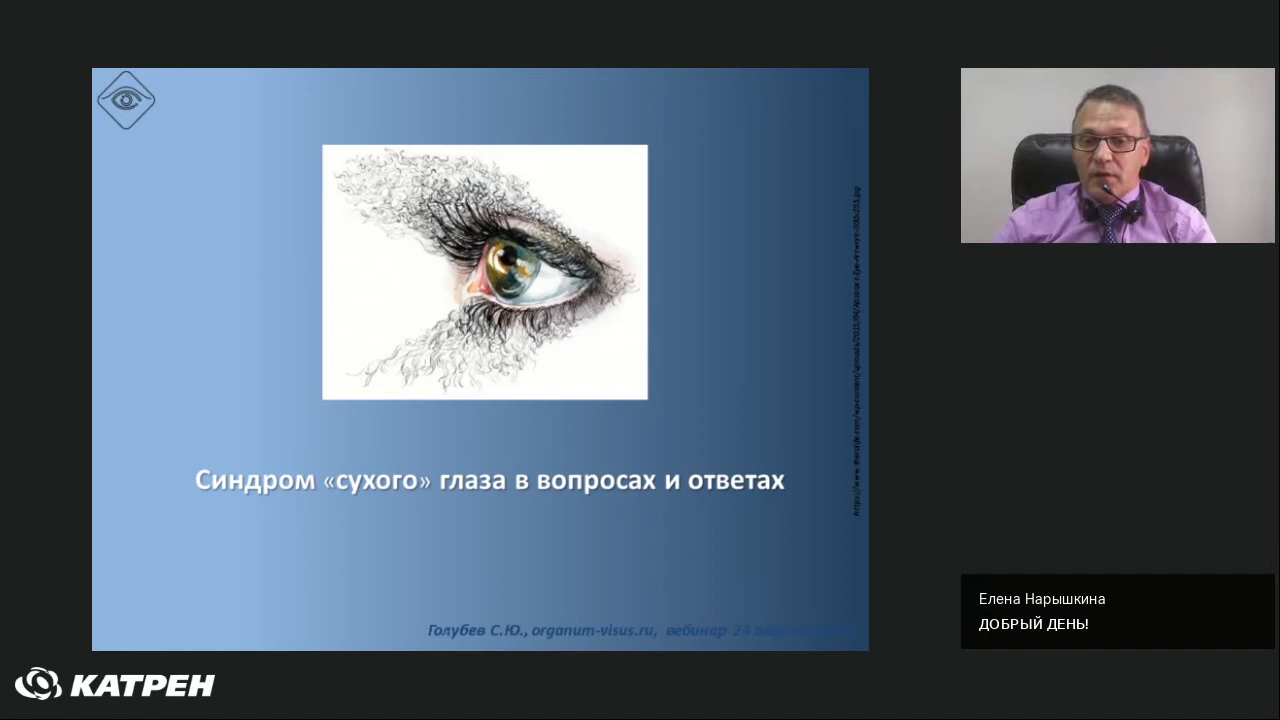 Синдром «сухого» глаза в вопросах и ответах
Голубев С.Ю., organum-visus.ru, вебинар 24
Елена Нарышкина
ДОБРЫЙ ДЕНЬ!
КАТРЕН